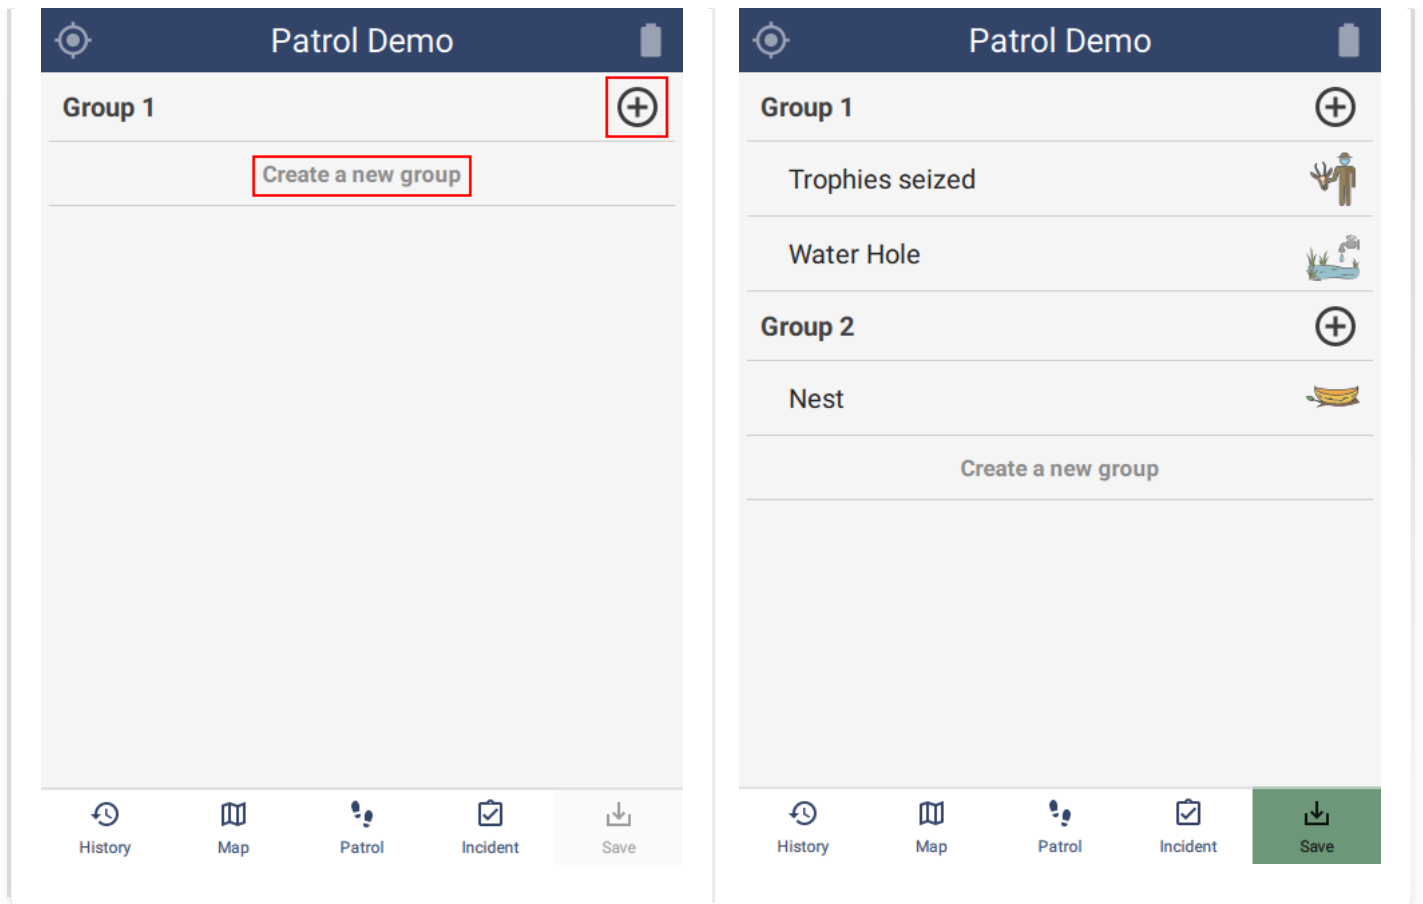 Patrol Demo
Group 1
Create a new group
History
Map
Patrol
Incident
Save
Patrol Demo
Group 1
Trophies seized
Water Hole
Group 2
Nest
Create a new group
History
Map
Patrol
Incident
Save